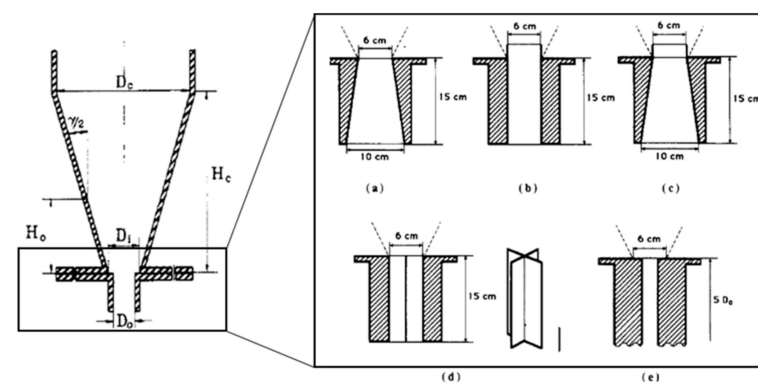 D_c
γ/2
H_c
H_o
D_i
D_o
6 cm
15 cm
10 cm
(a)
6 cm
15 cm
(b)
6 cm
15 cm
10 cm
(c)
6 cm
15 cm
(d)
6 cm
5 D_o
(e)